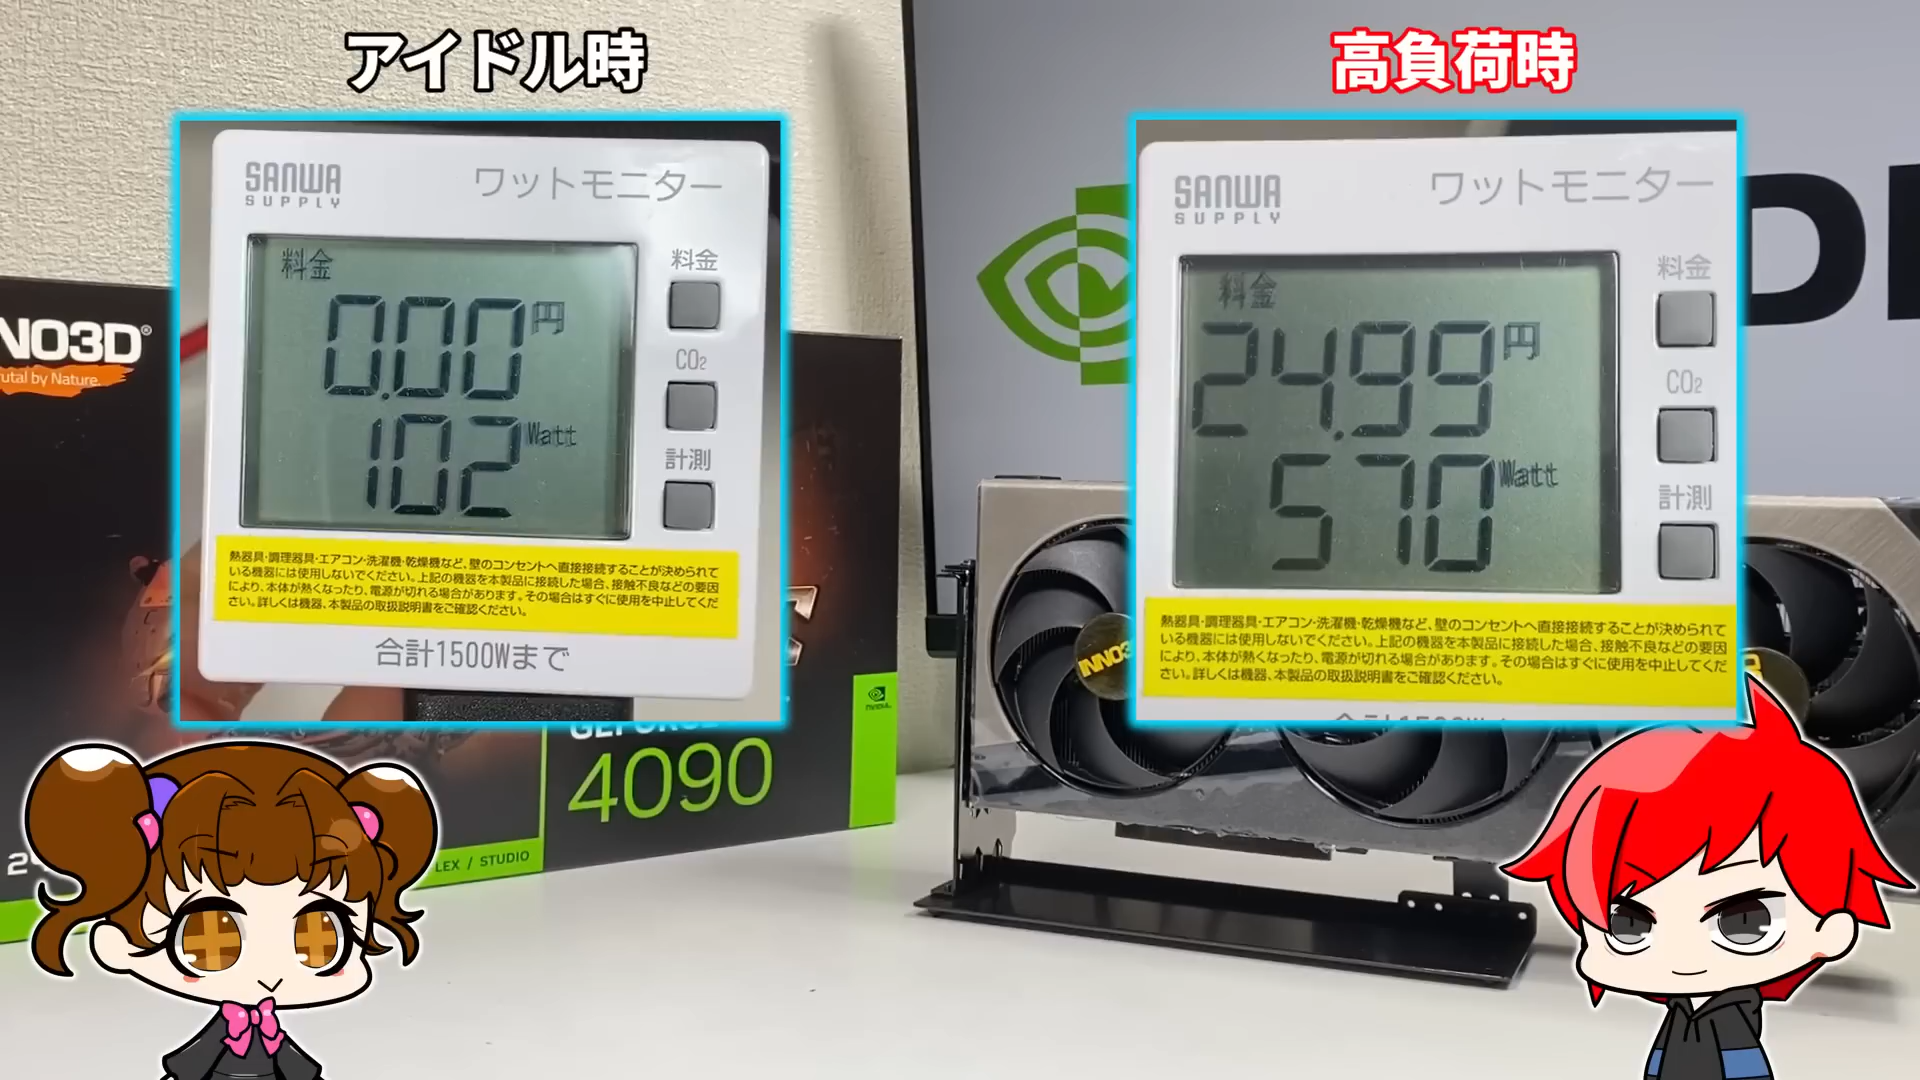 アイドル時
高負荷時
SANWA
SUPPLY
ワットモニター
料金
0.00円
102 Watt
料金
CO₂
計測
熱器具・調理器具・エアコン・洗濯機・乾燥機など、壁のコンセントへ直接接続することが決められて
いる機器には使用しないでください。上記の機器を本製品に接続した場合、接触不良などの要因
により、本体が熱くなったり、電源が切れる場合があります。その場合はすぐに使用を中止してくだ
さい。詳しくは機器、本製品の取扱説明書をご確認ください。
合計1500Wまで
SANWA
SUPPLY
ワットモニター
料金
24.99円
570 Watt
料金
CO₂
計測
熱器具・調理器具・エアコン・洗濯機・乾燥機など、壁のコンセントへ直接接続することが決められて
いる機器には使用しないでください。上記の機器を本製品に接続した場合、接触不良などの要因
により、本体が熱くなったり、電源が切れる場合があります。その場合はすぐに使用を中止してくだ
さい。詳しくは機器、本製品の取扱説明書をご確認ください。
NO3D®
utal by Nature.
4090
LEX / STUDIO
NVIDIA
INNO3